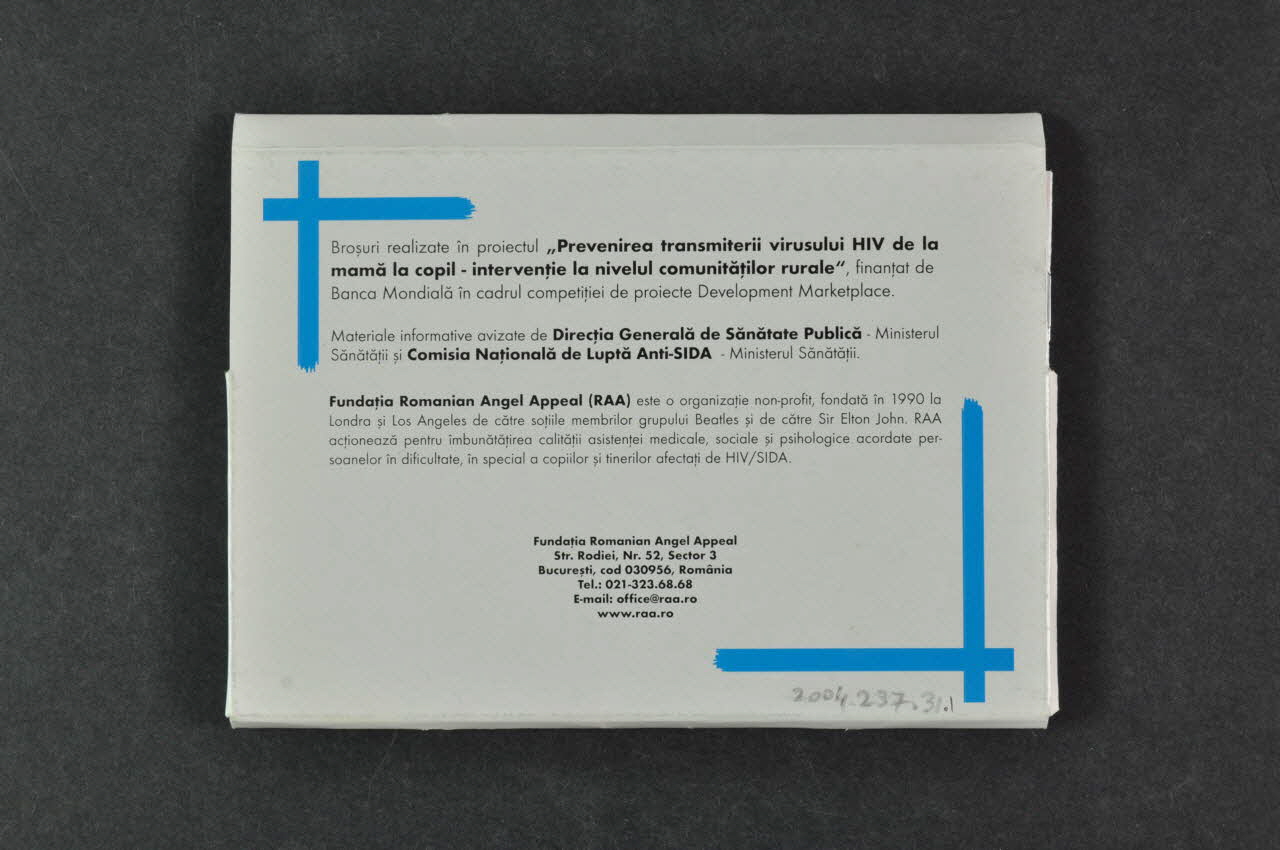 Broșuri realizate în proiectul „Prevenirea transmiterii virusului HIV de la
mamă la copil - intervenție la nivelul comunităților rurale“, finanțat de
Banca Mondială în cadrul competiției de proiecte Development Marketplace.
Materiale informative avizate de Direcția Generală de Sănătate Publică - Ministerul
Sănătății și Comisia Națională de Luptă Anti-SIDA - Ministerul Sănătății.
Fundația Romanian Angel Appeal (RAA) este o organizație non-profit, fondată în 1990 la
Londra și Los Angeles de către soțiile membrilor grupului Beatles și de către Sir Elton John. RAA
acționează pentru îmbunătățirea calității asistenței medicale, sociale și psihologice acordate per-
soanelor în dificultate, în special a copiilor și tinerilor afectați de HIV/SIDA.
Fundația Romanian Angel Appeal
Str. Rodiei, Nr. 52, Sector 3
București, cod 030956, România
Tel.: 021-323.68.68
E-mail: office@raa.ro
www.raa.ro
2004.237.31.1